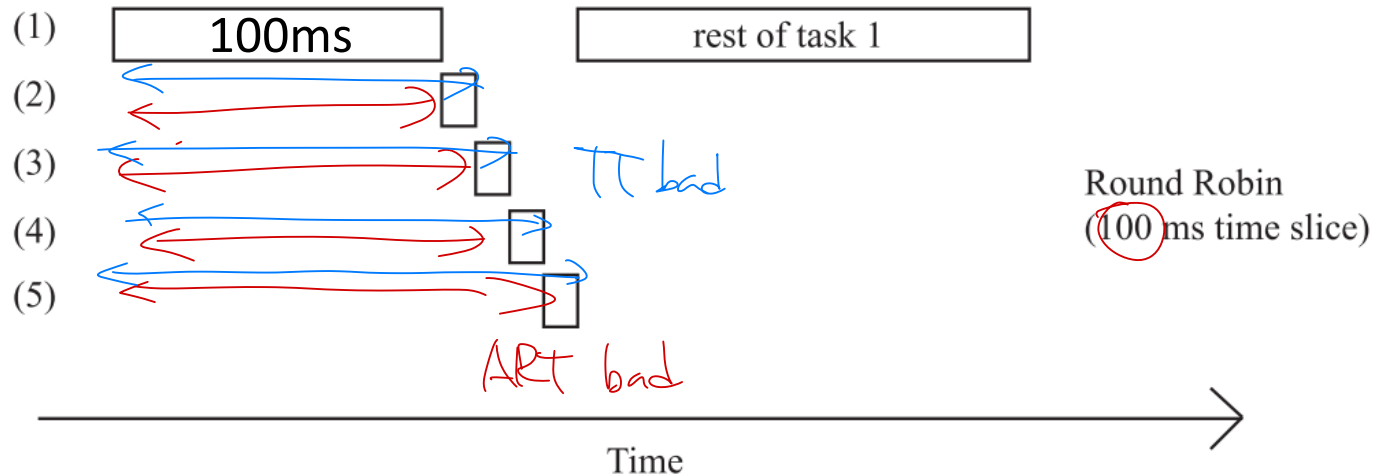 (1) 100ms rest of task 1
(2)
(3) TT bad
Round Robin
(4) (100 ms time slice)
(5)
ART bad
Time